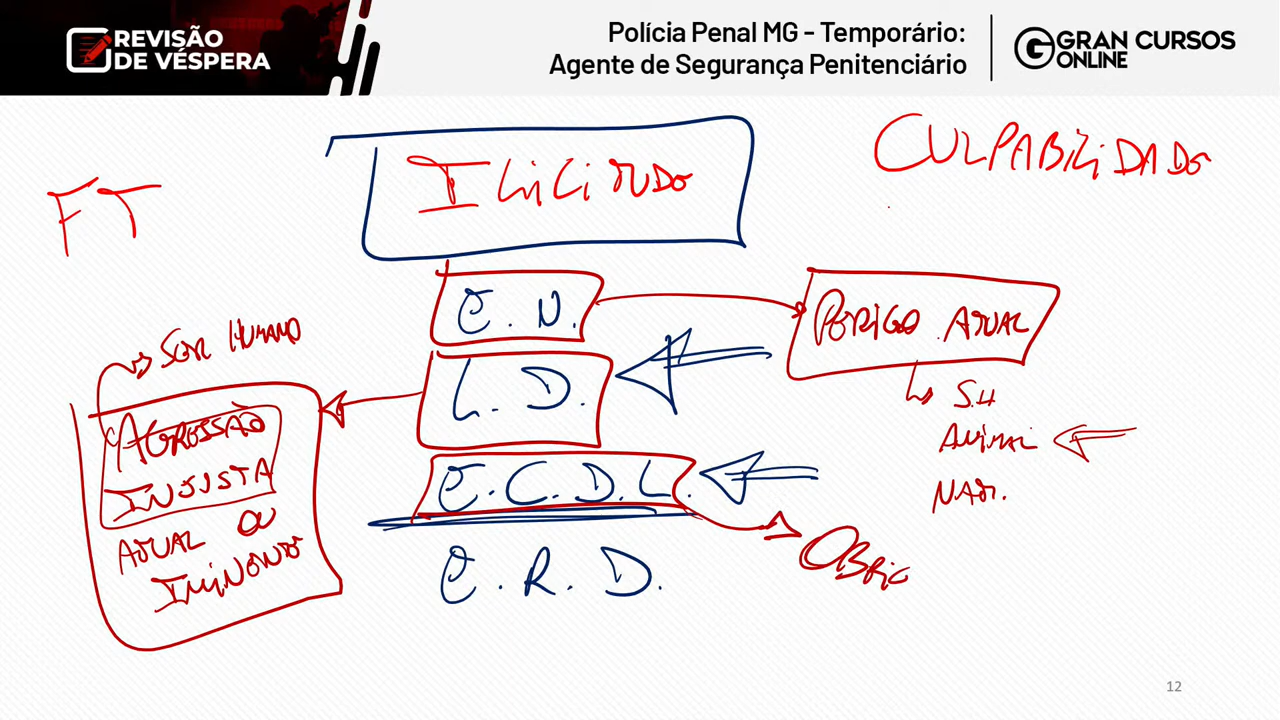 REVISÃO
DE VÉSPERA
Polícia Penal MG - Temporário:
Agente de Segurança Penitenciário
GRAN CURSOS
ONLINE
FT
ILICITUDE
CULPABILIDADE
E. N.
PERIGO ATUAL
S.H
ANIMAL
NAT.
L. D.
SER HUMANO
AGRESSÃO
INJUSTA
ATUAL OU
IMINENTE
E. C. D. L.
OBRIG
E. R. D.
12